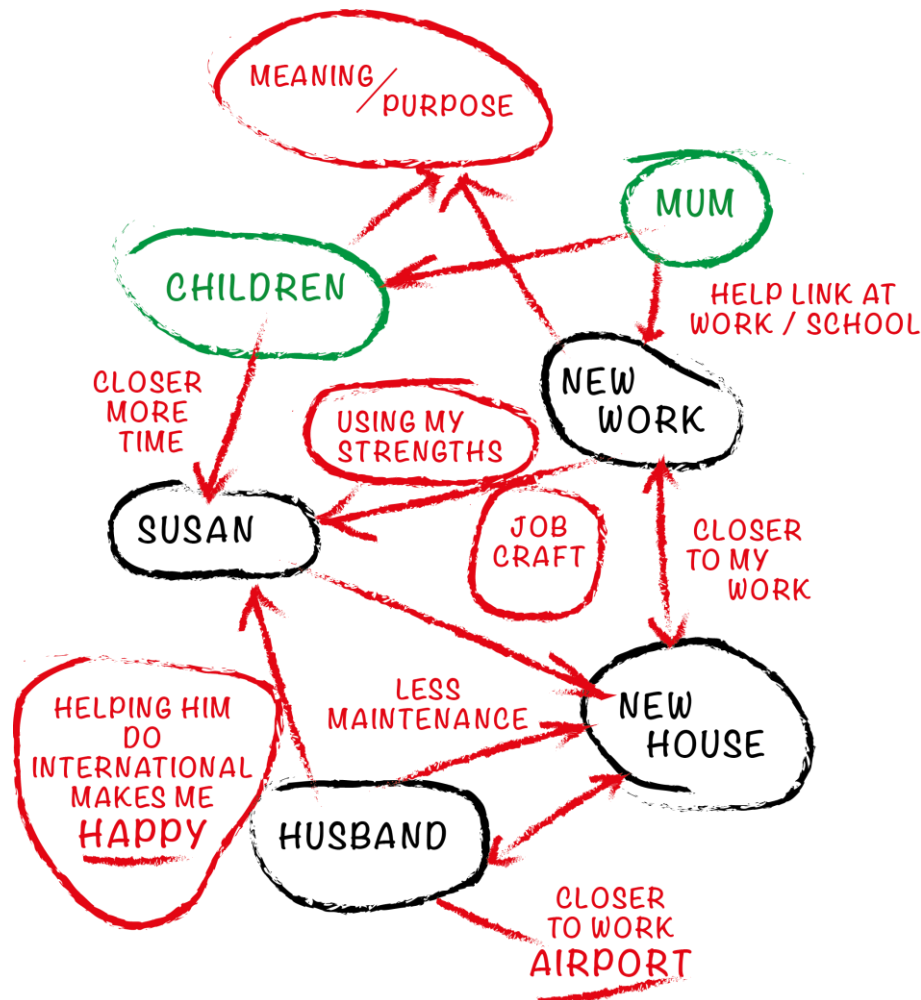 MEANING/
PURPOSE
MUM
CHILDREN
HELP LINK AT
WORK / SCHOOL
CLOSER
MORE
TIME
NEW
WORK
USING MY
STRENGTHS
SUSAN
JOB
CRAFT
CLOSER
TO MY
WORK
LESS
MAINTENANCE
NEW
HOUSE
HELPING HIM
DO
INTERNATIONAL
MAKES ME
HAPPY
HUSBAND
CLOSER
TO WORK
AIRPORT